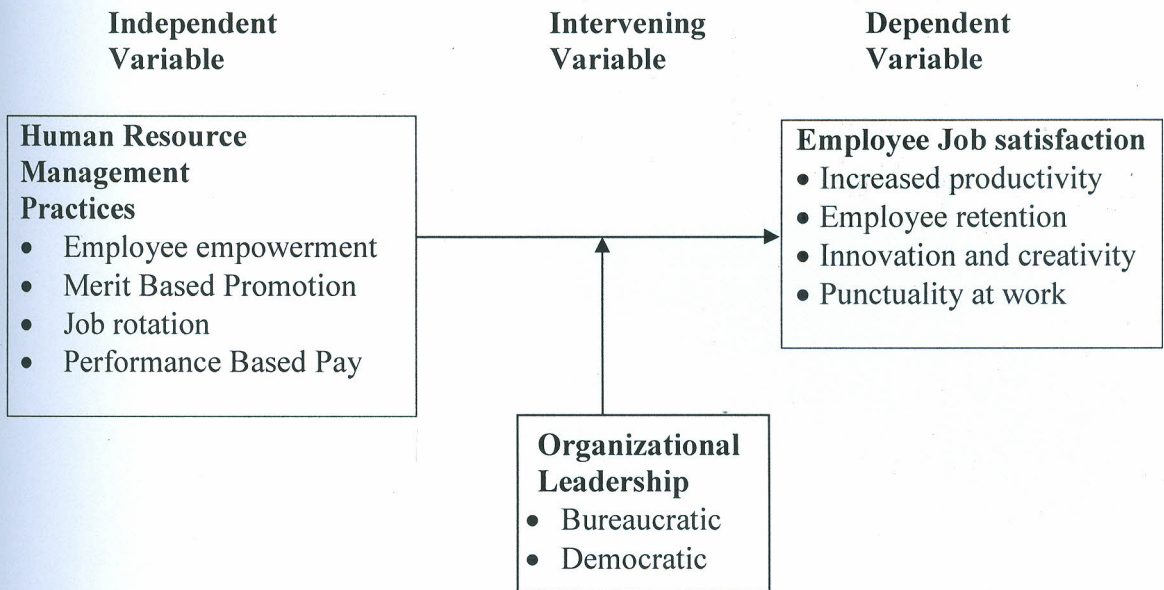 Independent
Variable
Intervening
Variable
Dependent
Variable
Human Resource
Management
Practices
• Employee empowerment
• Merit Based Promotion
• Job rotation
• Performance Based Pay
Organizational
Leadership
• Bureaucratic
• Democratic
Employee Job satisfaction
• Increased productivity
• Employee retention
• Innovation and creativity
• Punctuality at work